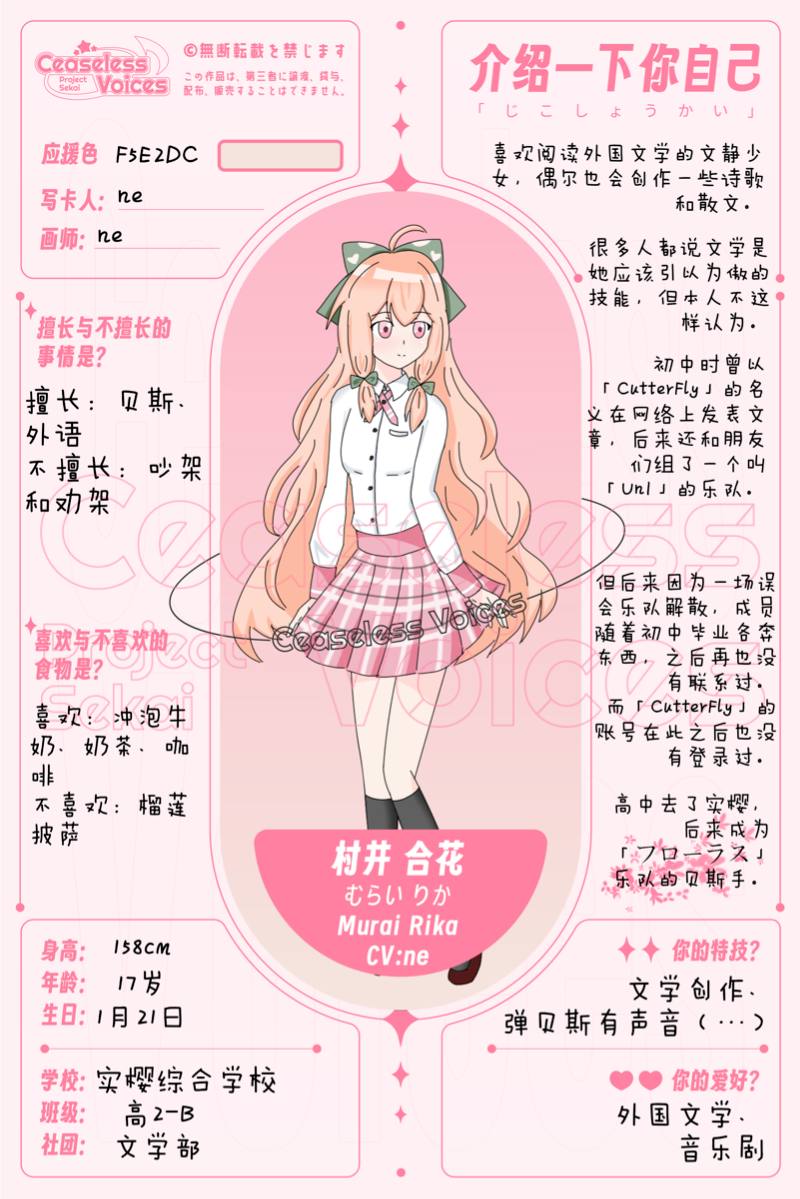 Ceaseless
Project
Sekai
Voices
©無断転載を禁じます
この作品は、第三者に譲渡、貸与、
配布、販売することはできません。
应援色 F5E2DC
写卡人: ne
画师: ne
介绍一下你自己
「じこしょうかい」
喜欢阅读外国文学的文静少
女，偶尔也会创作一些诗歌
和散文。
很多人都说文学是
她应该引以为傲的
技能，但本人不这
样认为。
初中时曾以
「CutterFly」的名
义在网络上发表文
章，后来还和朋友
们组了一个叫
「Unl」的乐队。
但后来因为一场误
会乐队解散，成员
随着初中毕业各奔
东西，之后再也没
有联系过。
而「CutterFly」的
账号在此之后也没
有登录过。
高中去了实樱，
后来成为
「フローラス」
乐队的贝斯手。
擅长与不擅长的
事情是?
擅长：贝斯、
外语
不擅长：吵架
和劝架
喜欢与不喜欢的
食物是?
喜欢：冲泡牛
奶、奶茶、咖
啡
不喜欢：榴莲
披萨
Ceaseless
Project
Sekai
Voices
Ceaseless Voices
村井 合花
むらい りか
Murai Rika
CV:ne
身高: 158cm
年龄: 17岁
生日: 1月21日
学校: 实樱综合学校
班级: 高2-B
社团: 文学部
你的特技?
文学创作、
弹贝斯有声音（…）
你的爱好?
外国文学、
音乐剧